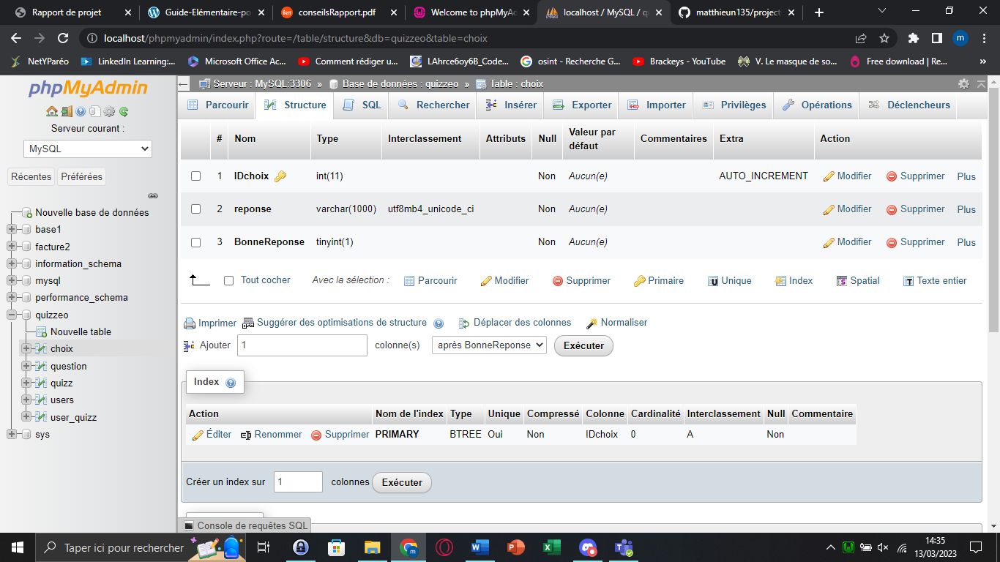 Rapport de projet
Guide-Elémentaire-po
conseilsRapport.pdf
Welcome to phpMyAc
localhost / MySQL / q
matthieun135/project
localhost/phpmyadmin/index.php?route=/table/structure&db=quizzeo&table=choix
m
NetYParéo
LinkedIn Learning:...
Microsoft Office Ac...
Comment rédiger u...
LAhrce6oy6B_Code...
osint - Recherche G...
Brackeys - YouTube
V. Le masque de so...
Free download | Re...
»
phpMyAdmin
Serveur courant :
MySQL
Récentes Préférées
Nouvelle base de données
base1
facture2
information_schema
mysql
performance_schema
quizzeo
Nouvelle table
choix
question
quizz
users
user_quizz
sys
Serveur : MySQL:3306 » Base de données : quizzeo » Table : choix
Parcourir Structure SQL Rechercher Insérer Exporter Importer Privilèges Opérations Déclencheurs
# Nom Type Interclassement Attributs Null Valeur par défaut Commentaires Extra Action
1 IDchoix int(11) Non Aucun(e) AUTO_INCREMENT Modifier Supprimer Plus
2 reponse varchar(1000) utf8mb4_unicode_ci Non Aucun(e) Modifier Supprimer Plus
3 BonneReponse tinyint(1) Non Aucun(e) Modifier Supprimer Plus
Tout cocher Avec la sélection : Parcourir Modifier Supprimer Primaire Unique Index Spatial Texte entier
Imprimer Suggérer des optimisations de structure Déplacer des colonnes Normaliser
Ajouter 1 colonne(s) après BonneReponse Exécuter
Index
Action Nom de l'index Type Unique Compressé Colonne Cardinalité Interclassement Null Commentaire
Éditer Renommer Supprimer PRIMARY BTREE Oui Non IDchoix 0 A Non
Créer un index sur 1 colonnes Exécuter
Console de requêtes SQL
Taper ici pour rechercher
14:35
13/03/2023